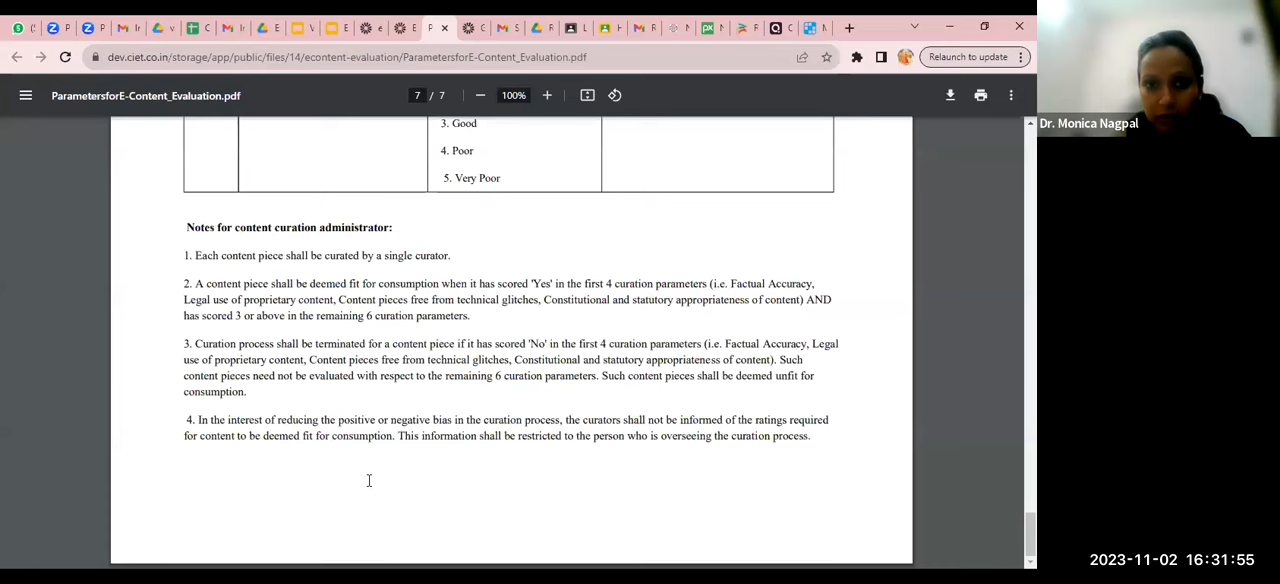 dev.ciet.co.in/storage/app/public/files/14/econtent-evaluation/ParametersforE-Content_Evaluation.pdf
Relaunch to update
ParametersforE-Content_Evaluation.pdf
7 / 7
100%
Dr. Monica Nagpal
3. Good
4. Poor
5. Very Poor
Notes for content curation administrator:
1. Each content piece shall be curated by a single curator.
2. A content piece shall be deemed fit for consumption when it has scored 'Yes' in the first 4 curation parameters (i.e. Factual Accuracy,
Legal use of proprietary content, Content pieces free from technical glitches, Constitutional and statutory appropriateness of content) AND
has scored 3 or above in the remaining 6 curation parameters.
3. Curation process shall be terminated for a content piece if it has scored 'No' in the first 4 curation parameters (i.e. Factual Accuracy, Legal
use of proprietary content, Content pieces free from technical glitches, Constitutional and statutory appropriateness of content). Such
content pieces need not be evaluated with respect to the remaining 6 curation parameters. Such content pieces shall be deemed unfit for
consumption.
4. In the interest of reducing the positive or negative bias in the curation process, the curators shall not be informed of the ratings required
for content to be deemed fit for consumption. This information shall be restricted to the person who is overseeing the curation process.
2023-11-02 16:31:55